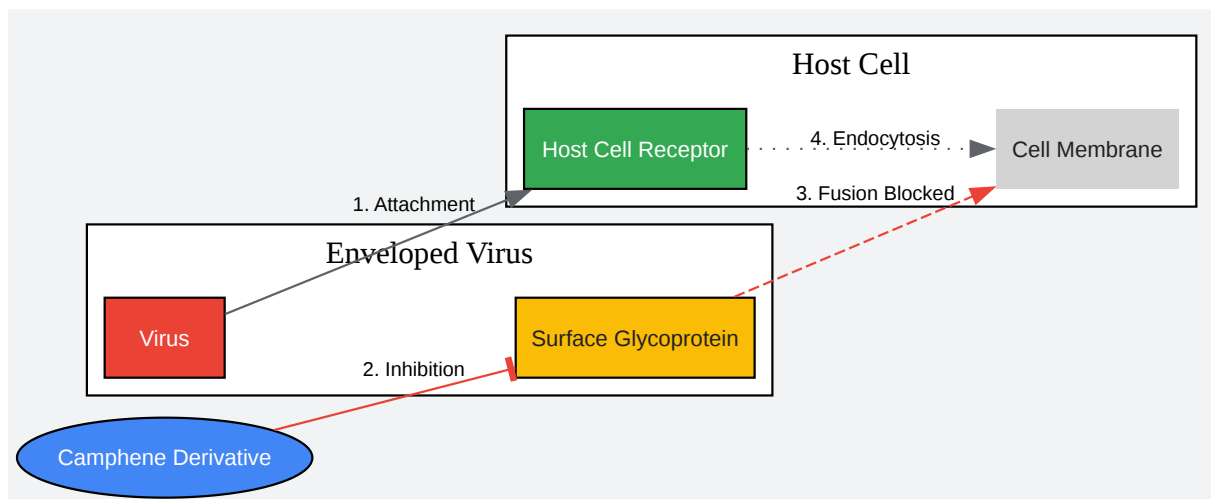 Host Cell
Host Cell Receptor
4. Endocytosis
Cell Membrane
3. Fusion Blocked
1. Attachment
Enveloped Virus
Virus
Surface Glycoprotein
2. Inhibition
Camphene Derivative